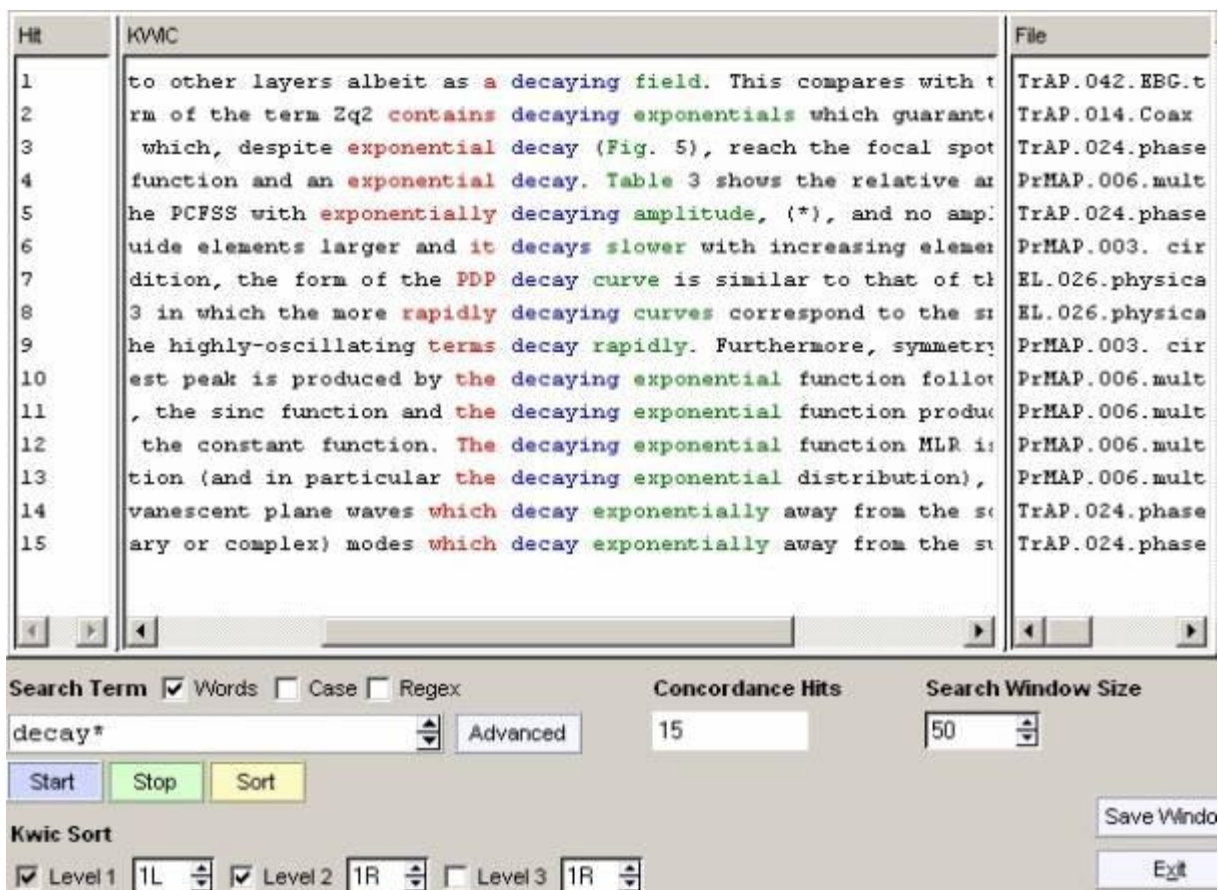 Hit KWIC File
1 to other layers albeit as a decaying field. This compares with t TrAP.042.EBG.t
2 rm of the term Zq2 contains decaying exponentials which guarante TrAP.014.Coax
3 which, despite exponential decay (Fig. 5), reach the focal spot TrAP.024.phase
4 function and an exponential decay. Table 3 shows the relative an PrMAP.006.mult
5 he PCFSS with exponentially decaying amplitude, (*), and no ampl TrAP.024.phase
6 uide elements larger and it decays slower with increasing elemen PrMAP.003. cir
7 dition, the form of the PDP decay curve is similar to that of th EL.026.physica
8 3 in which the more rapidly decaying curves correspond to the sm EL.026.physica
9 he highly-oscillating terms decay rapidly. Furthermore, symmetry PrMAP.003. cir
10 est peak is produced by the decaying exponential function follow PrMAP.006.mult
11 , the sinc function and the decaying exponential function produc PrMAP.006.mult
12 the constant function. The decaying exponential function MLR is PrMAP.006.mult
13 tion (and in particular the decaying exponential distribution), PrMAP.006.mult
14 vanescent plane waves which decay exponentially away from the so TrAP.024.phase
15 ary or complex) modes which decay exponentially away from the su TrAP.024.phase
Search Term Words Case Regex Concordance Hits Search Window Size
decay* Advanced 15 50
Start Stop Sort
Save Windo
Kwic Sort
Level 1 1L Level 2 1R Level 3 1R Exit